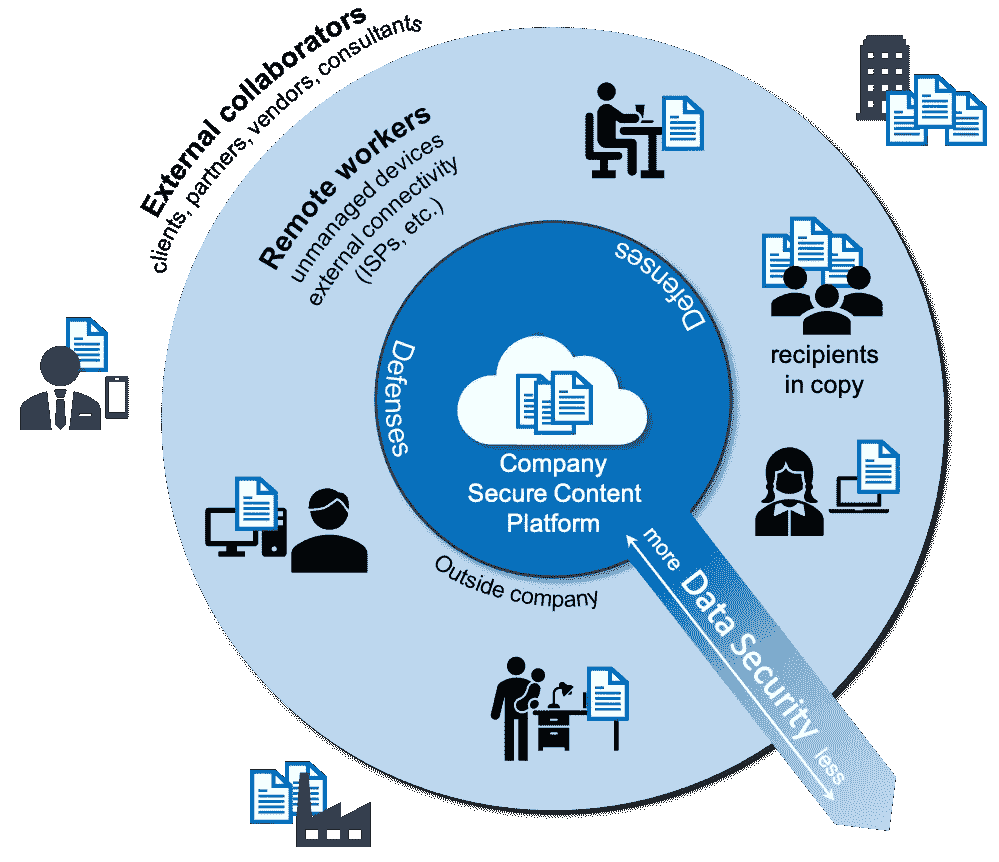 External collaborators
clients, partners, vendors, consultants
Remote workers
unmanaged devices
external connectivity
(ISPs, etc.)
Defenses
Defenses
recipients
in copy
Company
Secure Content
Platform
Outside company
more Data Security less